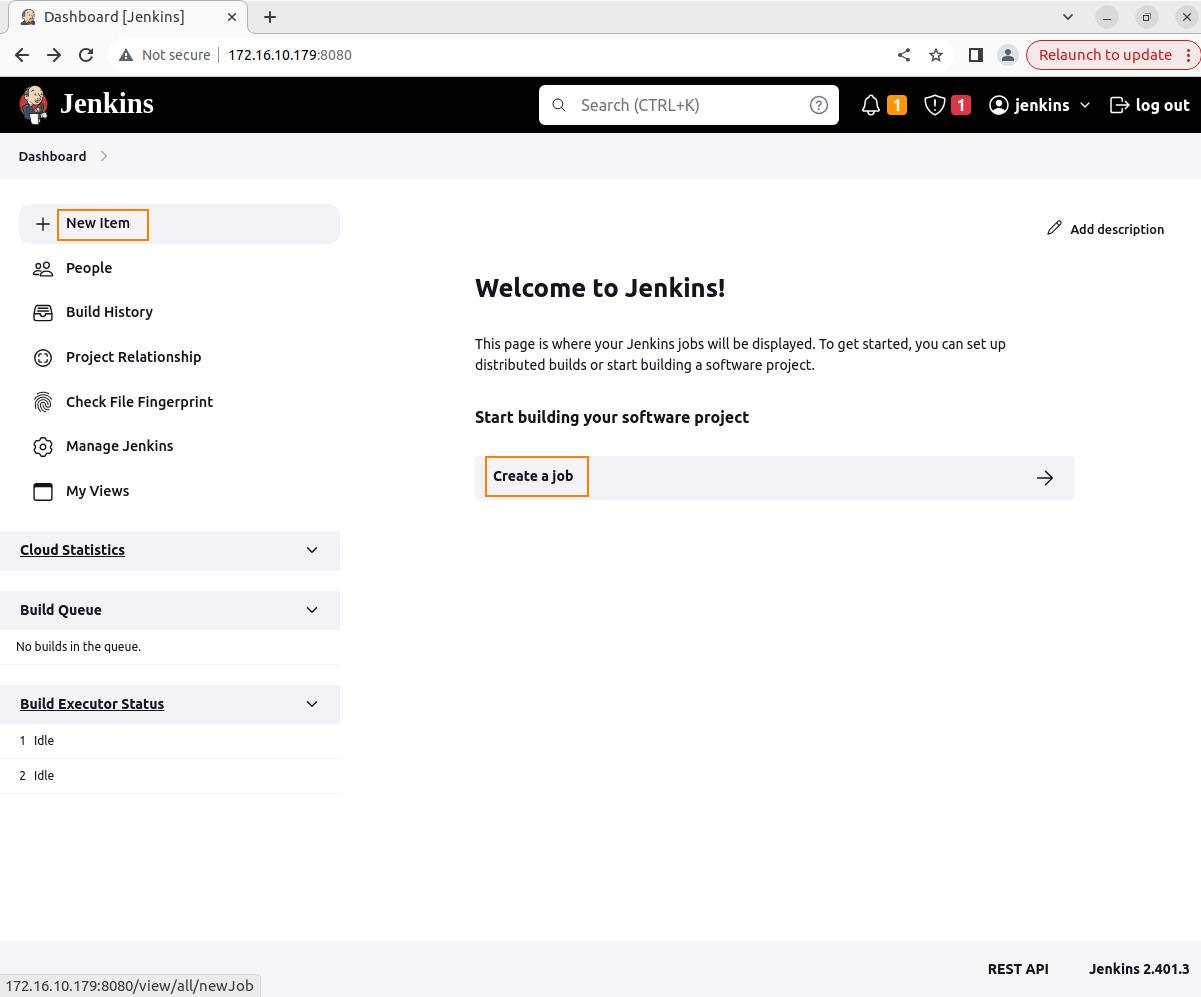 Dashboard [Jenkins]
Not secure 172.16.10.179:8080
Relaunch to update
Jenkins
Search (CTRL+K)
1
1
jenkins
log out
Dashboard
New Item
People
Build History
Project Relationship
Check File Fingerprint
Manage Jenkins
My Views
Cloud Statistics
Build Queue
No builds in the queue.
Build Executor Status
1 Idle
2 Idle
Add description
Welcome to Jenkins!
This page is where your Jenkins jobs will be displayed. To get started, you can set up
distributed builds or start building a software project.
Start building your software project
Create a job
REST API
Jenkins 2.401.3
172.16.10.179:8080/view/all/newJob